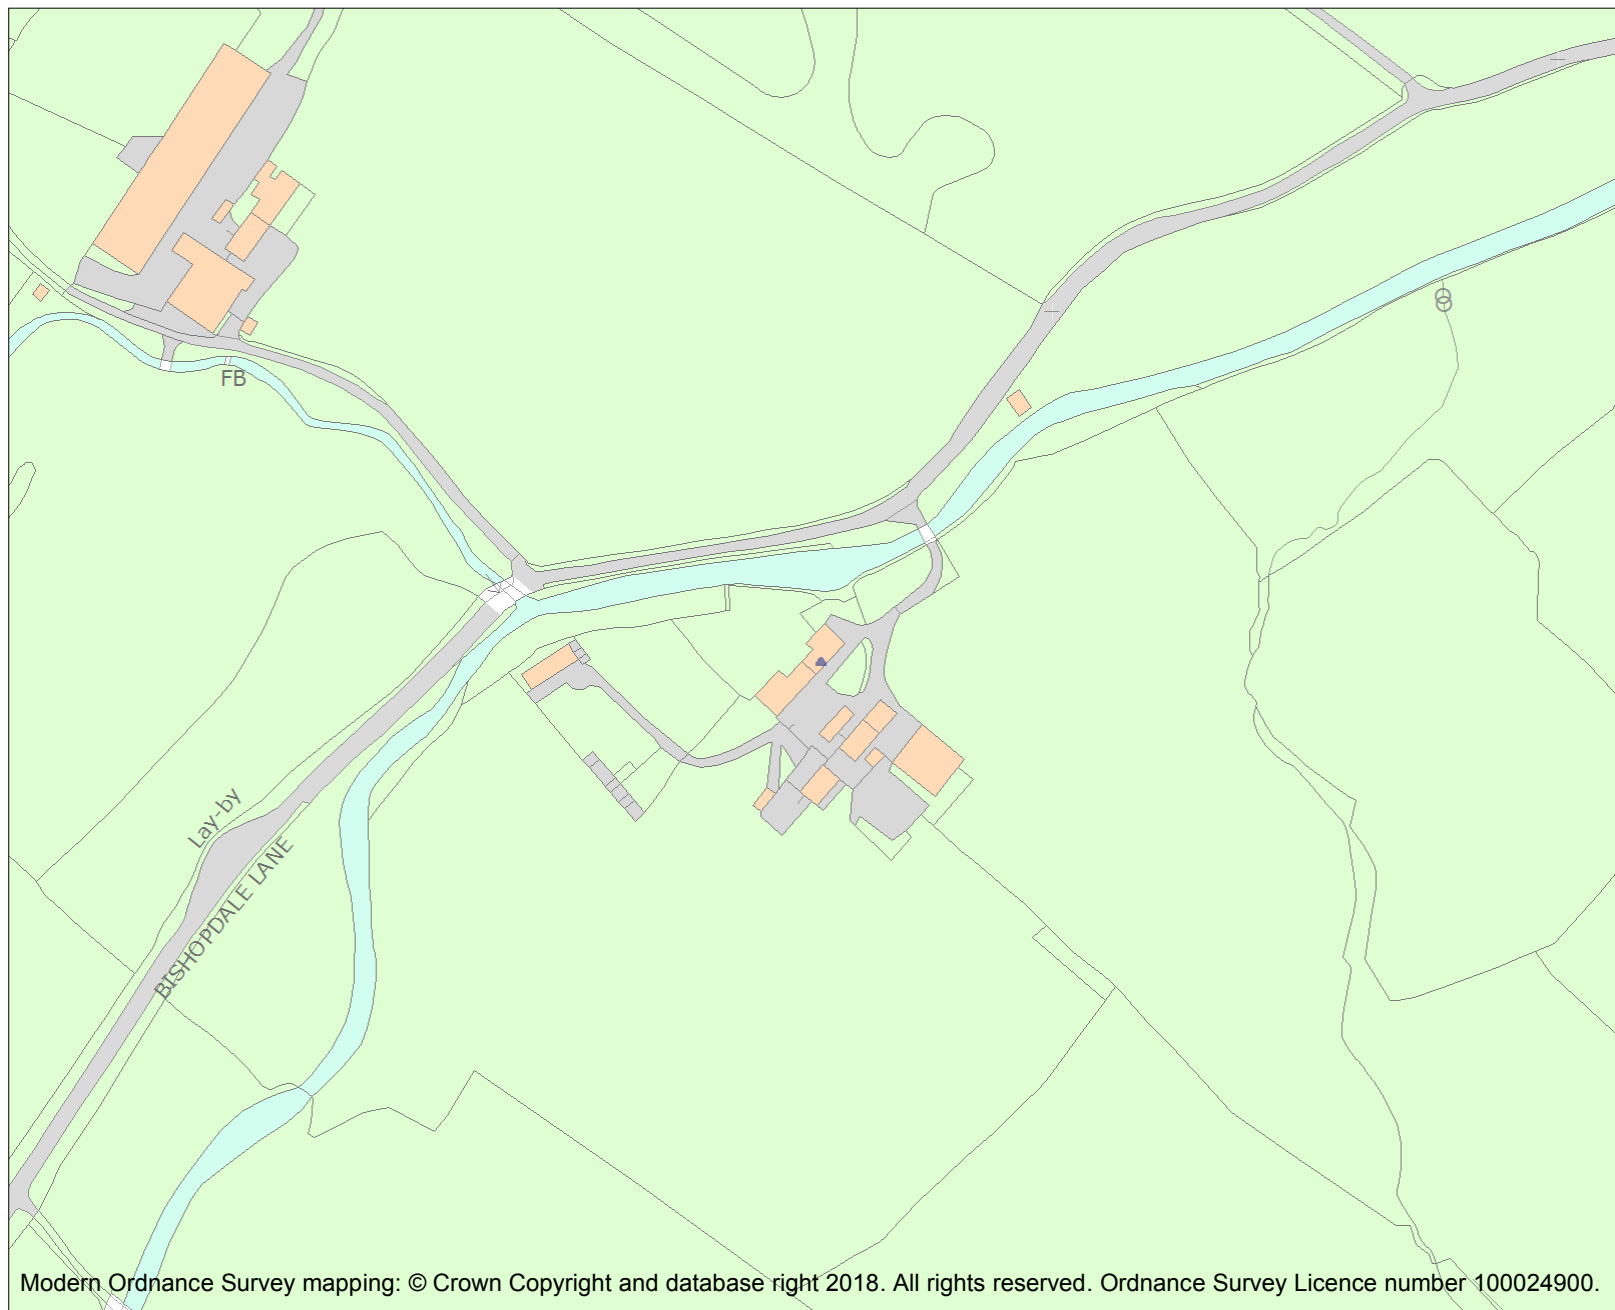 FB
Lay-by
BISHOPDALE LANE
Modern Ordnance Survey mapping: © Crown Copyright and database right 2018. All rights reserved. Ordnance Survey Licence number 100024900.